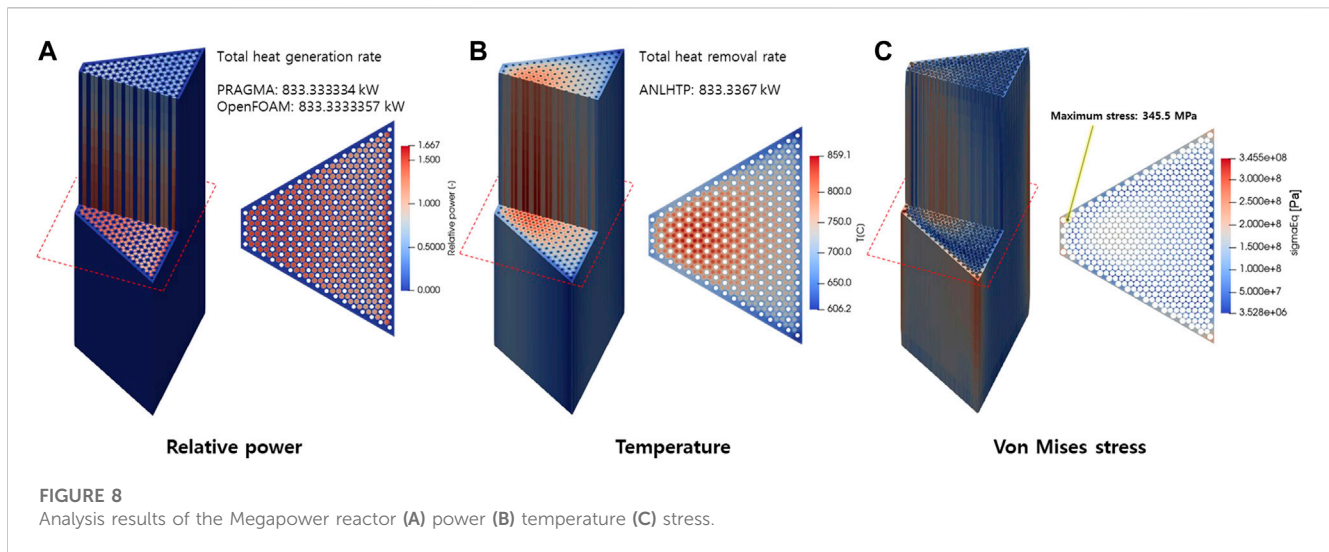 A
Total heat generation rate
PRAGMA: 833.333334 kW
OpenFOAM: 833.3333357 kW
1.667
1.500
1.000
0.5000
0.000
Relative power (-)
Relative power
B
Total heat removal rate
ANLHTP: 833.3367 kW
859.1
800.0
750.0
700.0
650.0
606.2
T(C)
Temperature
C
Maximum stress: 345.5 MPa
3.455e+08
3.000e+8
2.500e+8
2.000e+8
1.500e+8
1.000e+8
5.000e+7
3.528e+06
sigmaEq [Pa]
Von Mises stress
FIGURE 8
Analysis results of the Megapower reactor (A) power (B) temperature (C) stress.